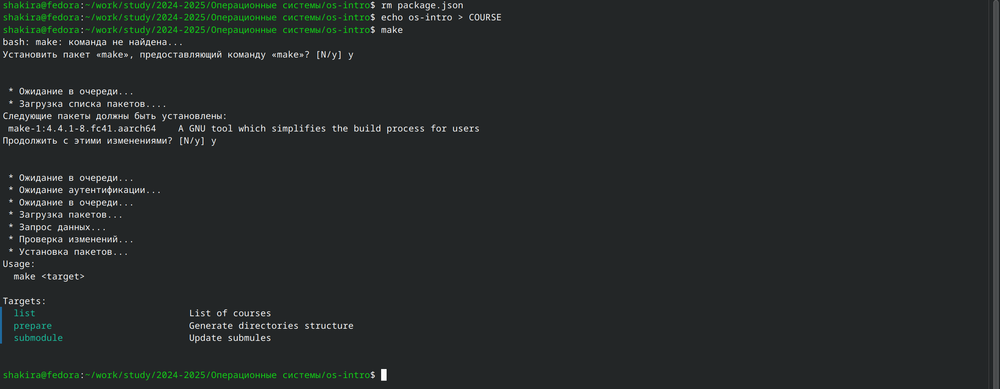 shakira@fedora:~/work/study/2024-2025/Операционные системы/os-intro$ rm package.json
shakira@fedora:~/work/study/2024-2025/Операционные системы/os-intro$ echo os-intro > COURSE
shakira@fedora:~/work/study/2024-2025/Операционные системы/os-intro$ make
bash: make: команда не найдена...
Установить пакет «make», предоставляющий команду «make»? [N/y] y
* Ожидание в очереди...
* Загрузка списка пакетов....
Следующие пакеты должны быть установлены:
make-1:4.4.1-8.fc41.aarch64    A GNU tool which simplifies the build process for users
Продолжить с этими изменениями? [N/y] y
* Ожидание в очереди...
* Ожидание аутентификации...
* Ожидание в очереди...
* Загрузка пакетов...
* Запрос данных...
* Проверка изменений...
* Установка пакетов...
Usage:
make <target>
Targets:
list    List of courses
prepare    Generate directories structure
submodule    Update submules
shakira@fedora:~/work/study/2024-2025/Операционные системы/os-intro$